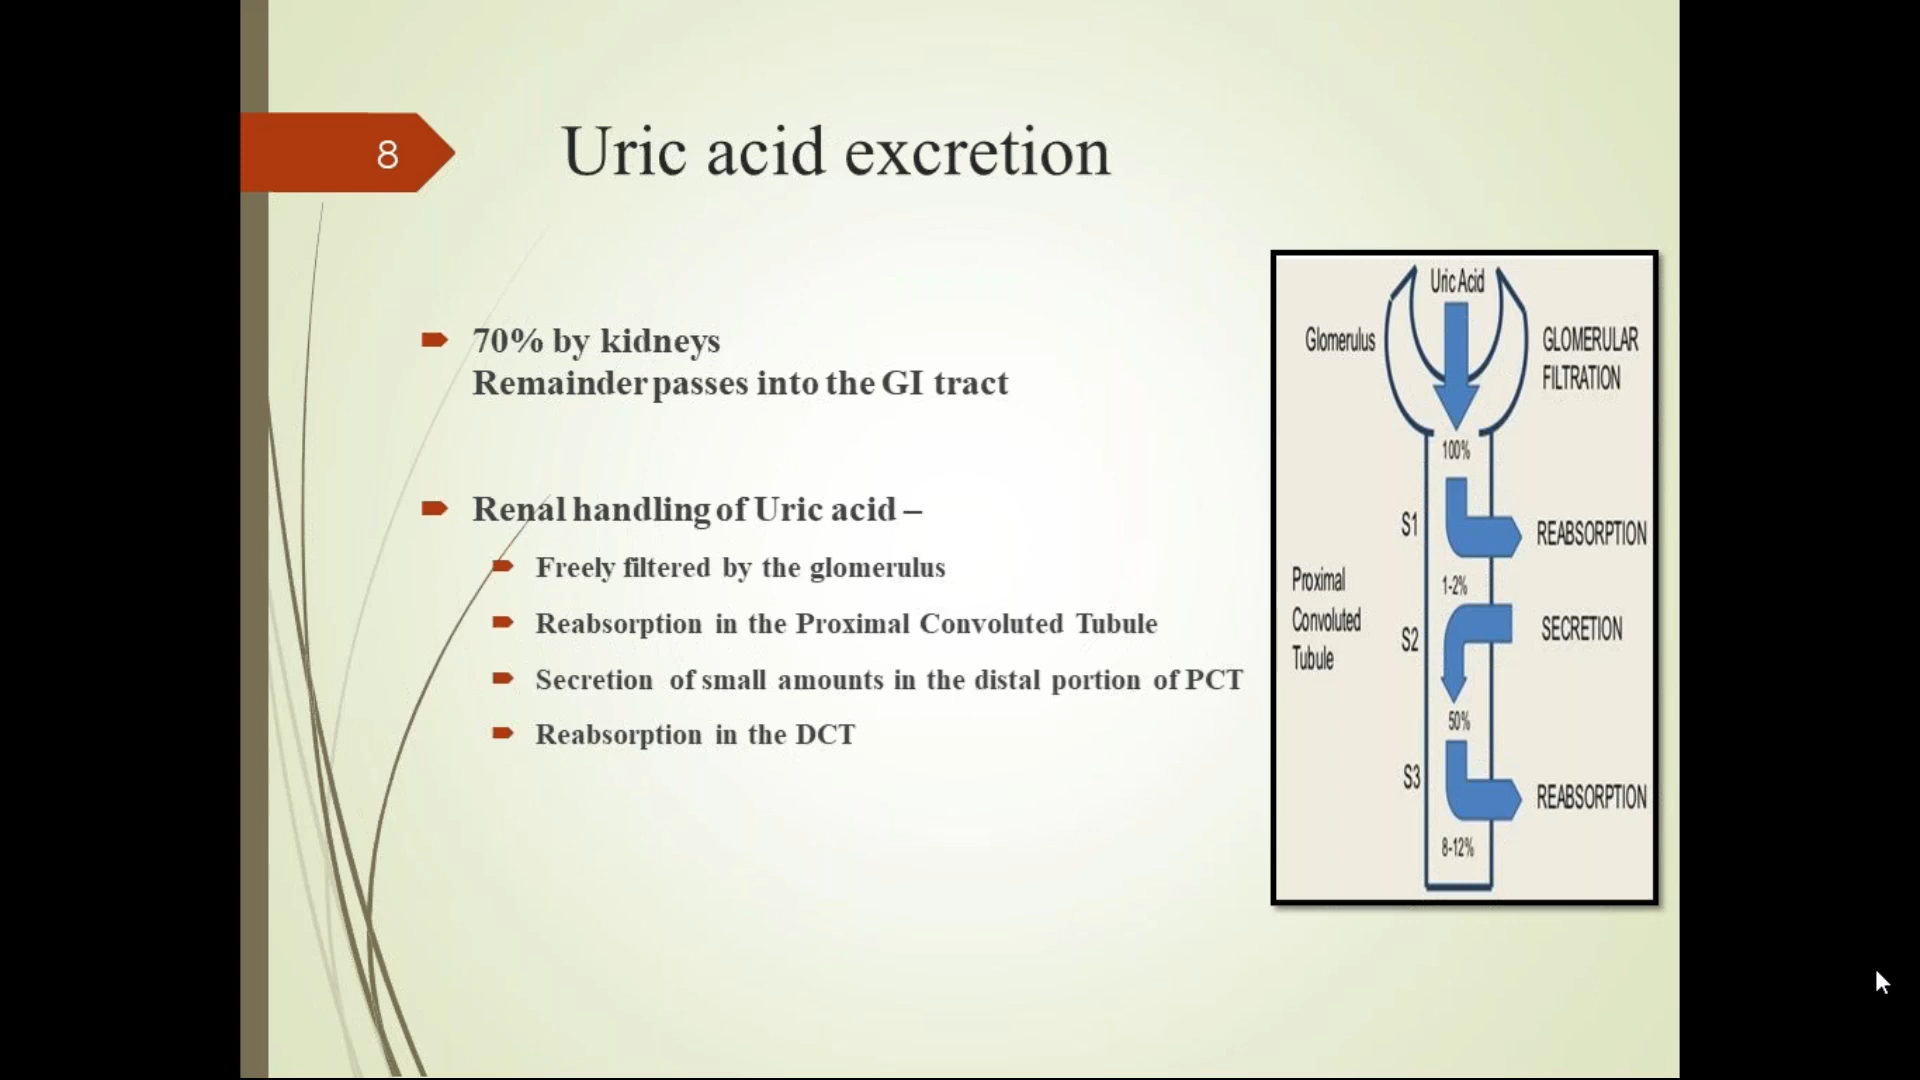 8
Uric acid excretion
70% by kidneys
Remainder passes into the GI tract
Renal handling of Uric acid –
Freely filtered by the glomerulus
Reabsorption in the Proximal Convoluted Tubule
Secretion of small amounts in the distal portion of PCT
Reabsorption in the DCT
Uric Acid
Glomerulus
GLOMERULAR
FILTRATION
100%
S1
REABSORPTION
1-2%
Proximal
Convoluted
Tubule
S2
SECRETION
50%
S3
REABSORPTION
8-12%